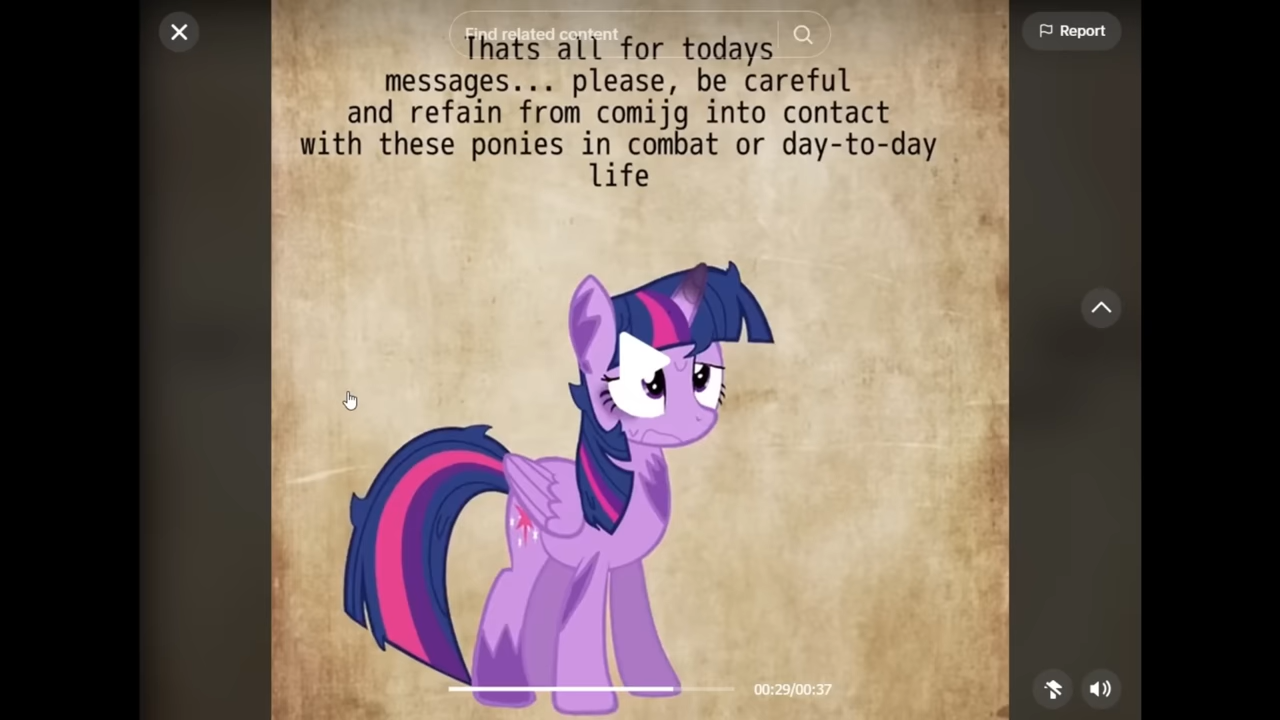 Find related content
Report
Thats all for todays
messages... please, be careful
and refain from comijg into contact
with these ponies in combat or day-to-day
life
00:29/00:37